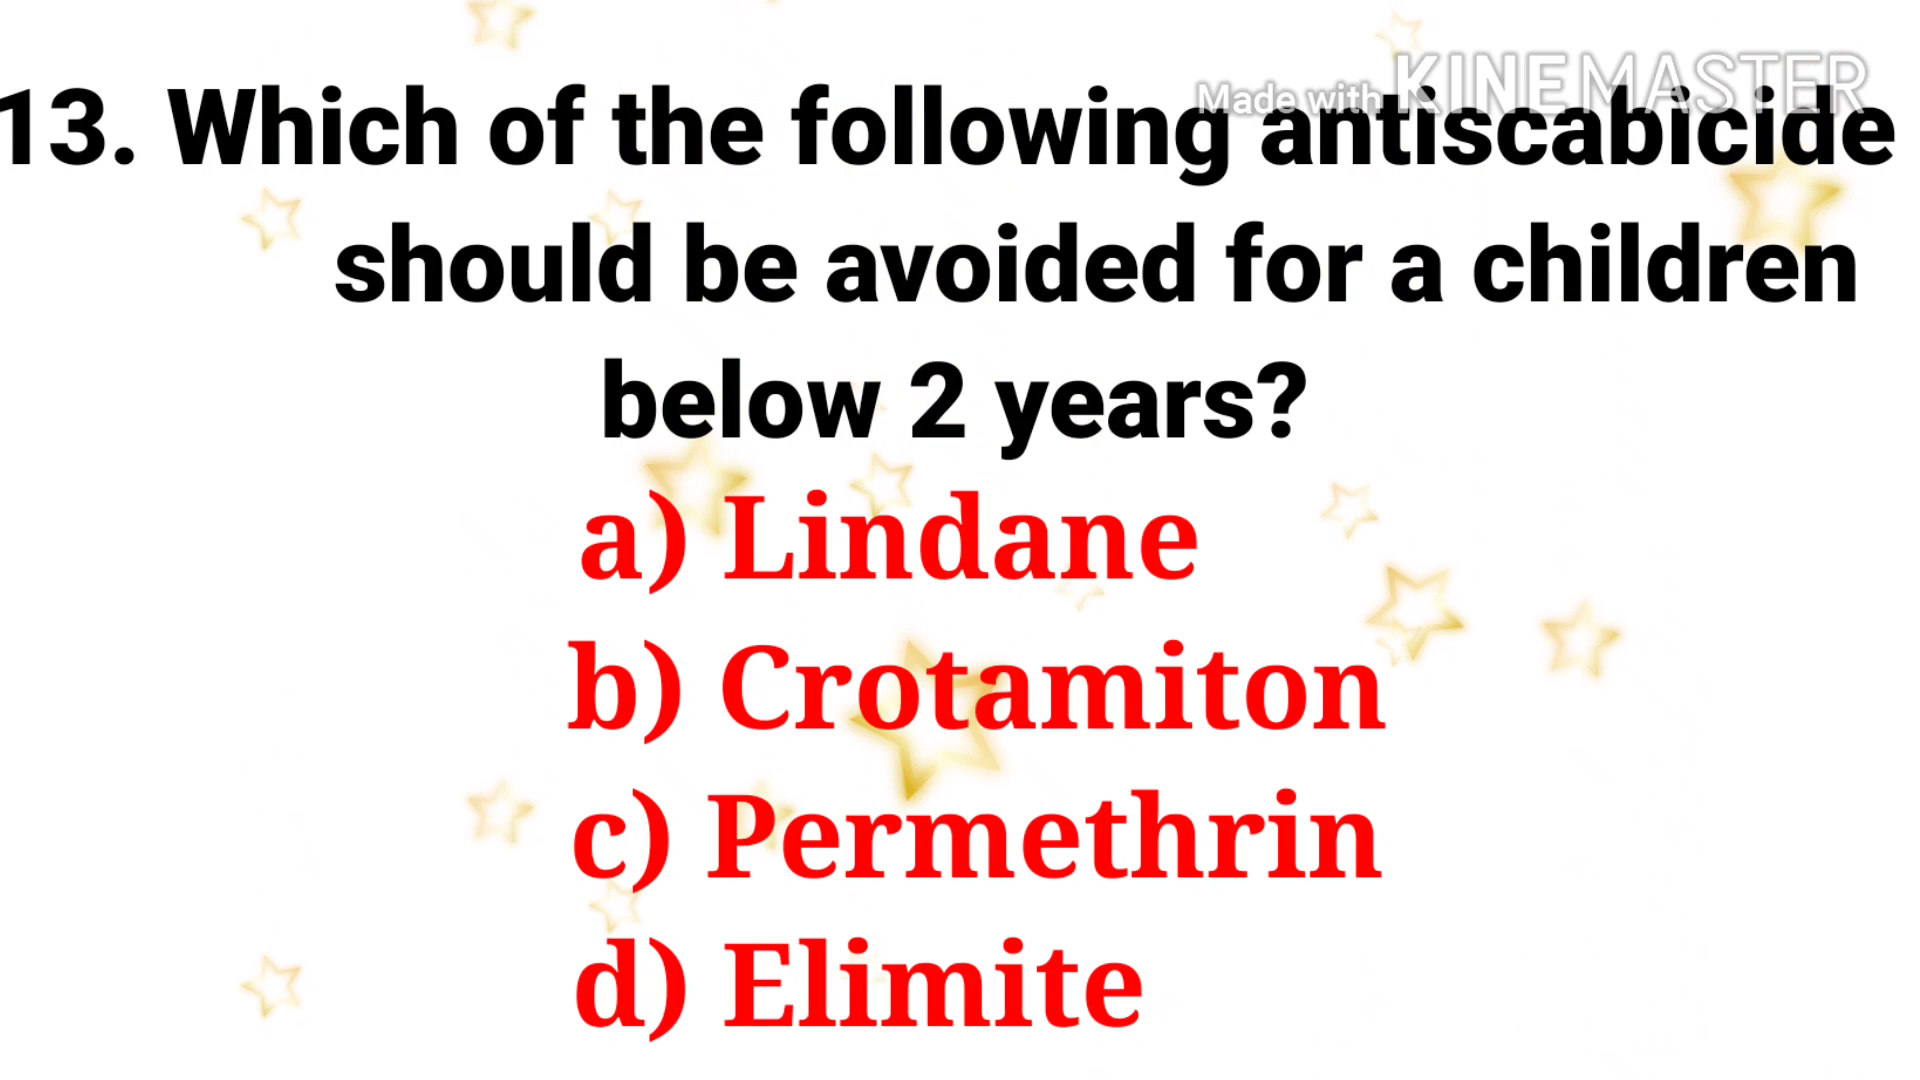 Made with KINEMASTER
13. Which of the following antiscabicide
should be avoided for a children
below 2 years?
a) Lindane
b) Crotamiton
c) Permethrin
d) Elimite